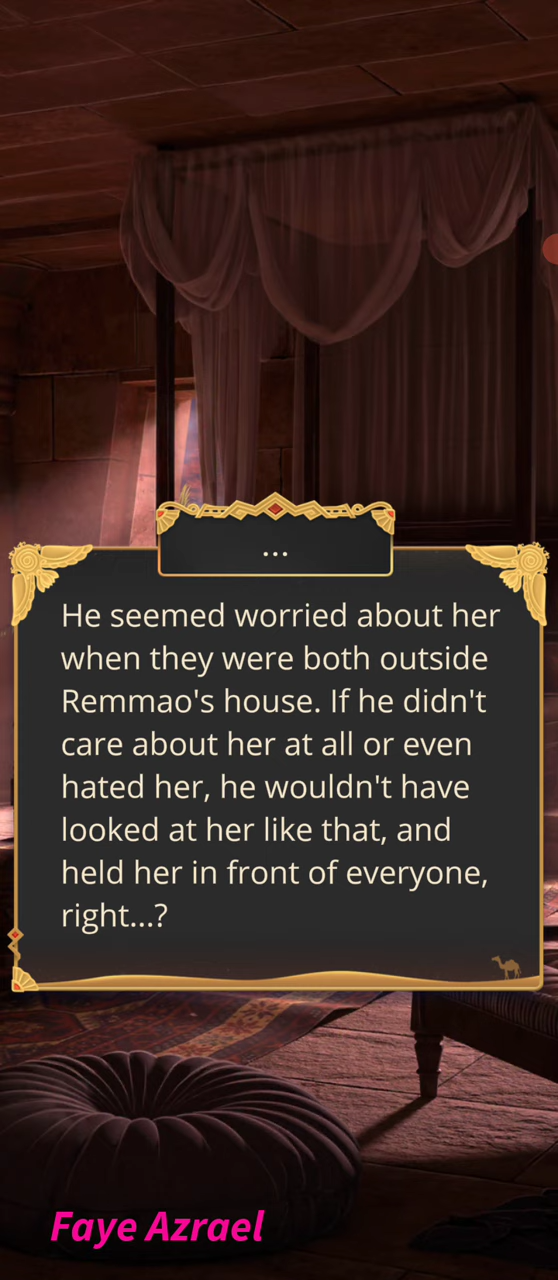 ...
He seemed worried about her
when they were both outside
Remmao's house. If he didn't
care about her at all or even
hated her, he wouldn't have
looked at her like that, and
held her in front of everyone,
right...?
Faye Azrael